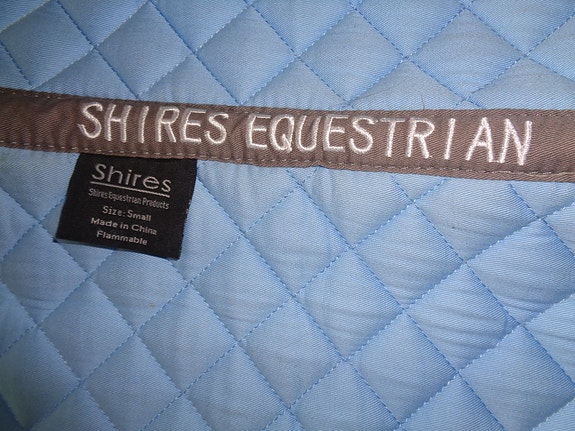 SHIRES EQUESTRIAN
Shires
Shires Equestrian Products
Size: Small
Made in China
Flammable